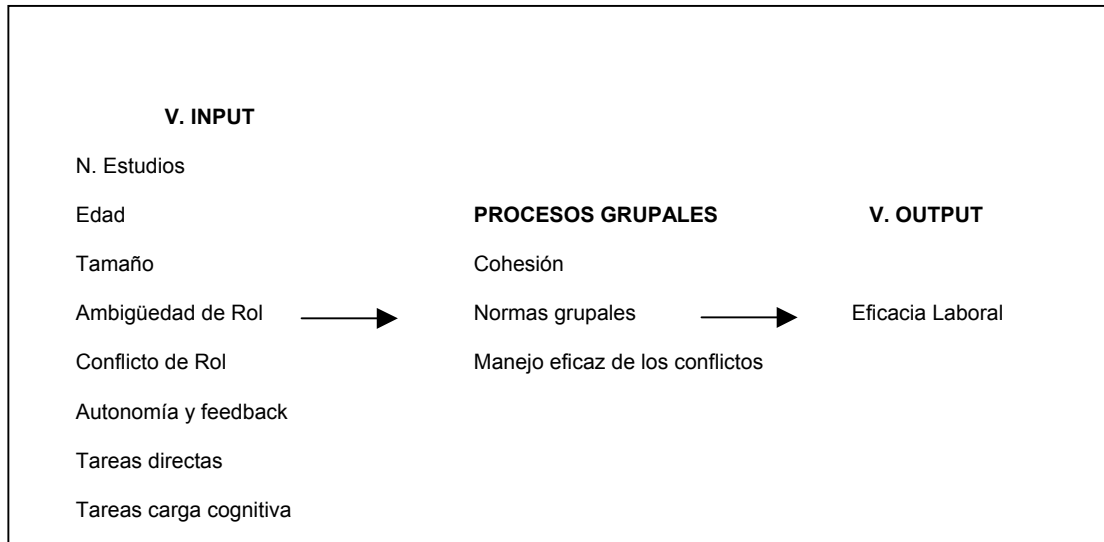 V. INPUT
N. Estudios
Edad
Tamaño
Ambigüedad de Rol
Conflicto de Rol
Autonomía y feedback
Tareas directas
Tareas carga cognitiva
PROCESOS GRUPALES
Cohesión
Normas grupales
Manejo eficaz de los conflictos
V. OUTPUT
Eficacia Laboral